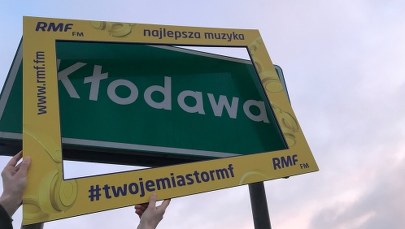 RMF FM
najlepsza muzyka
www.rmf.fm
Kłodawa
#twojemiastormf
RMF FM